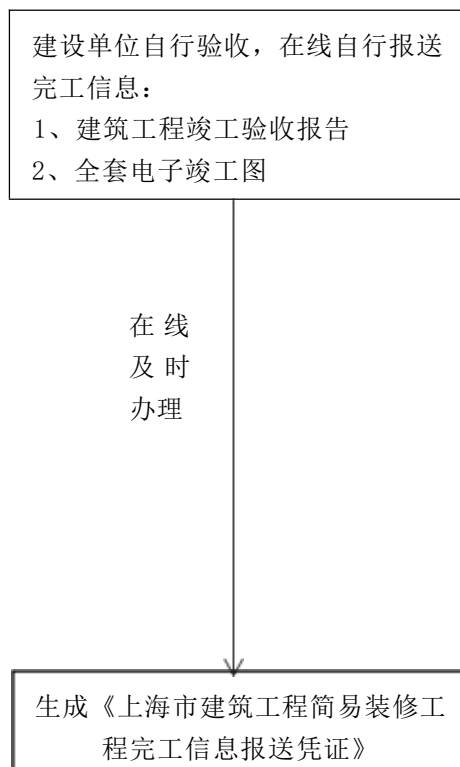 建设单位自行验收，在线自行报送
完工信息：
1、建筑工程竣工验收报告
2、全套电子竣工图
在 线
及 时
办理
生成《上海市建筑工程简易装修工
程完工信息报送凭证》